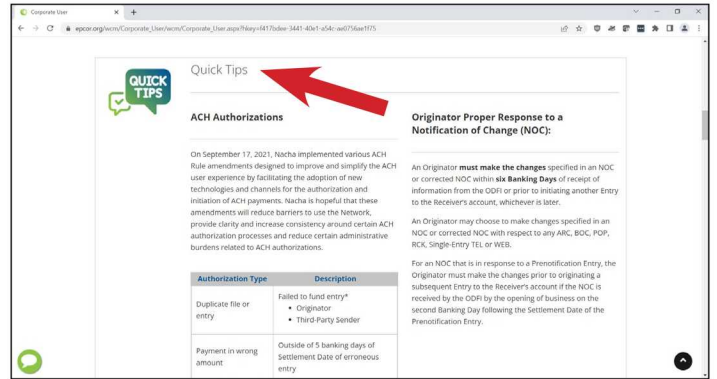 Corporate User
epcor.org/wcm/Corporate_User/wcm/Corporate_User.aspx?hkey=f417bdee-3441-40e1-a54c-ae0756ae1f75
QUICK
TIPS
Quick Tips
ACH Authorizations
On September 17, 2021, Nacha implemented various ACH
Rule amendments designed to improve and simplify the ACH
user experience by facilitating the adoption of new
technologies and channels for the authorization and
initiation of ACH payments. Nacha is hopeful that these
amendments will reduce barriers to use the Network,
provide clarity and increase consistency around certain ACH
authorization processes and reduce certain administrative
burdens related to ACH authorizations.
Authorization Type Description
Duplicate file or
entry
Failed to fund entry*
• Originator
• Third-Party Sender
Payment in wrong
amount
Outside of 5 banking days of
Settlement Date of erroneous
entry
Originator Proper Response to a
Notification of Change (NOC):
An Originator must make the changes specified in an NOC
or corrected NOC within six Banking Days of receipt of
information from the ODFI or prior to initiating another Entry
to the Receiver's account, whichever is later.
An Originator may choose to make changes specified in an
NOC or corrected NOC with respect to any ARC, BOC, POP,
RCK, Single-Entry TEL or WEB.
For an NOC that is in response to a Prenotification Entry, the
Originator must make the changes prior to originating a
subsequent Entry to the Receiver's account if the NOC is
received by the ODFI by the opening of business on the
second Banking Day following the Settlement Date of the
Prenotification Entry.